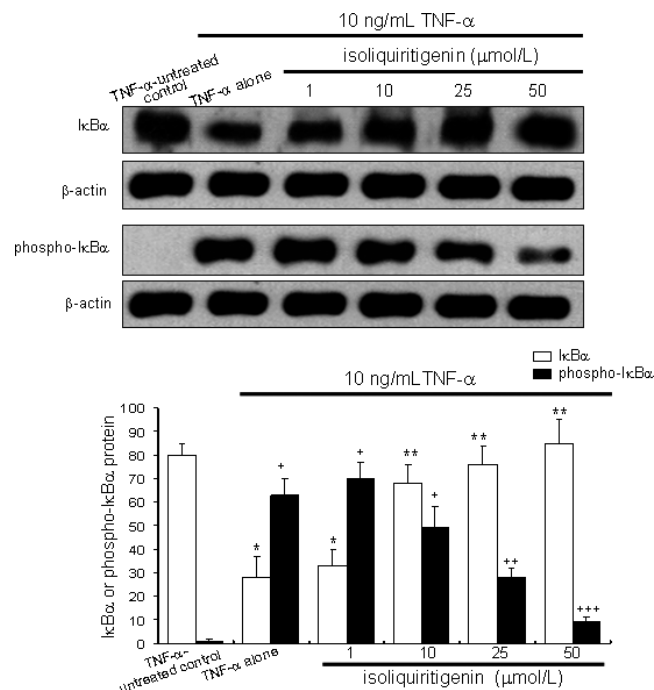 10 ng/mL TNF-α
isoliquiritigenin (μmol/L)
TNF-α-untreated
control
TNF-α alone
1 10 25 50
IκBα
β-actin
phospho-IκBα
β-actin
IκBα
phospho-IκBα
10 ng/mLTNF-α
IκBα or phospho-IκBα protein
100
90
80
70
60
50
40
30
20
10
0
* + * + ** + ** ++ ** +++
TNF-α-
untreated control
TNF-α alone
1 10 25 50
isoliquiritigenin (μmol/L)